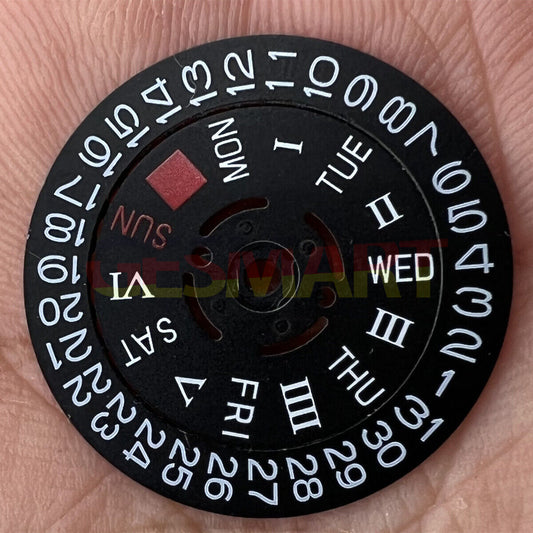 1
2
3
4
5
6
7
8
9
10
11
12
13
14
15
16
17
18
19
20
21
22
23
24
25
26
27
28
29
30
31
MON
I
TUE
II
WED
III
THU
IIII
FRI
V
SAT
VI
SUN
GESMART